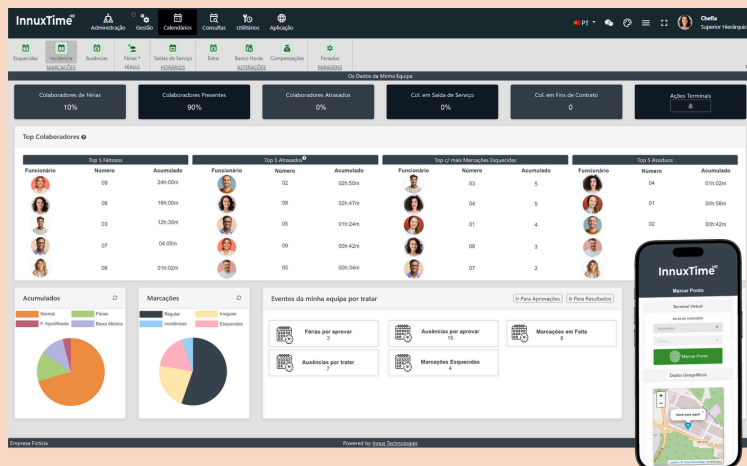 InnuxTime HD
Administração
Gestão
Calendários
Consultas
Utilitários
Aplicação
PT
Chefia
Superior Hierárquico
Esquecidas
Incidencia
Ausências
Férias
Saídas de Serviço
Extra
Banco Horas
Compensações
Feriados
MARCAÇÕES
FÉRIAS
HORÁRIOS
ALTERAÇÕES
PARAGENS
Os Dados da Minha Equipa
Colaboradores de Férias
10%
Colaboradores Presentes
90%
Colaboradores Atrasados
0%
Col. em Saída de Serviço
0%
Col. em Fins de Contrato
0
Ações Terminais
Top Colaboradores
Top 5 Faltosos
Funcionário Número Acumulado
09 24h:00m
08 16h:00m
03 12h:30m
07 04:05m
06 01h:02m
Top 5 Atrasados
Funcionário Número Acumulado
02 02h:50m
08 02h:47m
05 01h:24m
09 00h:42m
05 00h:34m
Top c/ mais Marcações Esquecidas
Funcionário Número Acumulado
03 5
04 5
01 4
08 3
07 2
Top 5 Assíduos
Funcionário Número Acumulado
04 01h:02m
01 00h:58m
02 00h:42m
Acumulados
Normal
Férias
F. Injustificada
Baixa Médica
Marcações
Regular
Irregular
Incidências
Esquecidas
Eventos da minha equipa por tratar
Ir Para Aprovações
Ir Para Resultados
Férias por aprovar
3
Ausências por aprovar
15
Marcações em Falta
8
Ausências por tratar
7
Marcações Esquecidas
4
InnuxTime HD
Marcar Ponto
Terminal Virtual
Marcar Ponto
Dados Geográficos
+
−
Você está aqui!
Empresa Fictícia
Powered by Innux Technologies